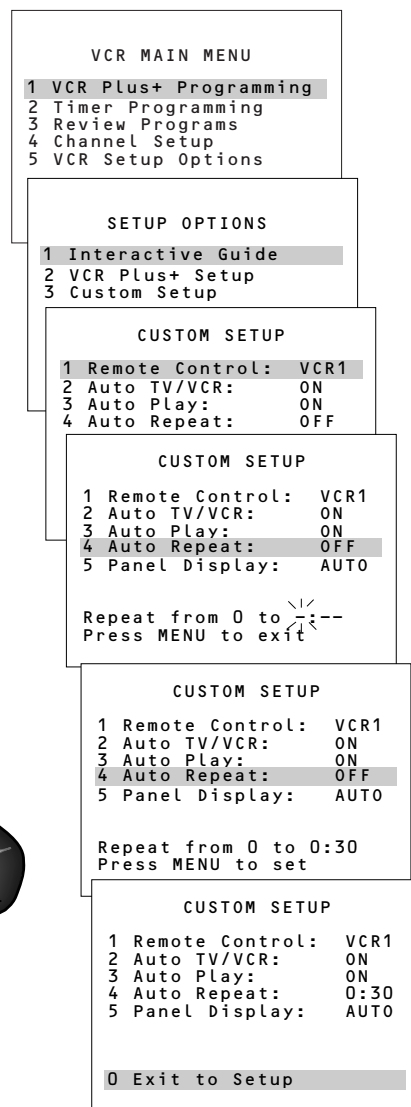 VCR MAIN MENU
1 VCR Plus+ Programming
2 Timer Programming
3 Review Programs
4 Channel Setup
5 VCR Setup Options
SETUP OPTIONS
1 Interactive Guide
2 VCR Plus+ Setup
3 Custom Setup
CUSTOM SETUP
1 Remote Control: VCR1
2 Auto TV/VCR: ON
3 Auto Play: ON
4 Auto Repeat: OFF
CUSTOM SETUP
1 Remote Control: VCR1
2 Auto TV/VCR: ON
3 Auto Play: ON
4 Auto Repeat: OFF
5 Panel Display: AUTO
Repeat from 0 to -:--
Press MENU to exit
CUSTOM SETUP
1 Remote Control: VCR1
2 Auto TV/VCR: ON
3 Auto Play: ON
4 Auto Repeat: OFF
5 Panel Display: AUTO
Repeat from 0 to 0:30
Press MENU to set
CUSTOM SETUP
1 Remote Control: VCR1
2 Auto TV/VCR: ON
3 Auto Play: ON
4 Auto Repeat: 0:30
5 Panel Display: AUTO
0 Exit to Setup